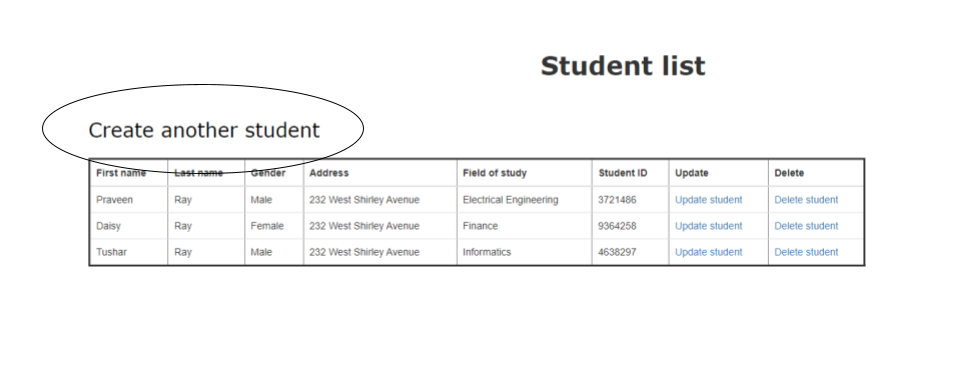 Student list
Create another student
First name Last name Gender Address Field of study Student ID Update Delete
Praveen Ray Male 232 West Shirley Avenue Electrical Engineering 3721486 Update student Delete student
Daisy Ray Female 232 West Shirley Avenue Finance 9364258 Update student Delete student
Tushar Ray Male 232 West Shirley Avenue Informatics 4638297 Update student Delete student